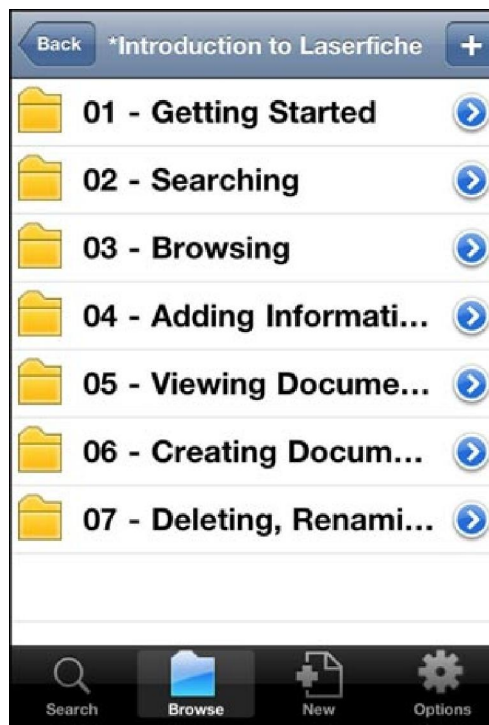 Back *Introduction to Laserfiche +
01 - Getting Started
02 - Searching
03 - Browsing
04 - Adding Informati...
05 - Viewing Docume...
06 - Creating Docum...
07 - Deleting, Renami...
Search Browse New Options